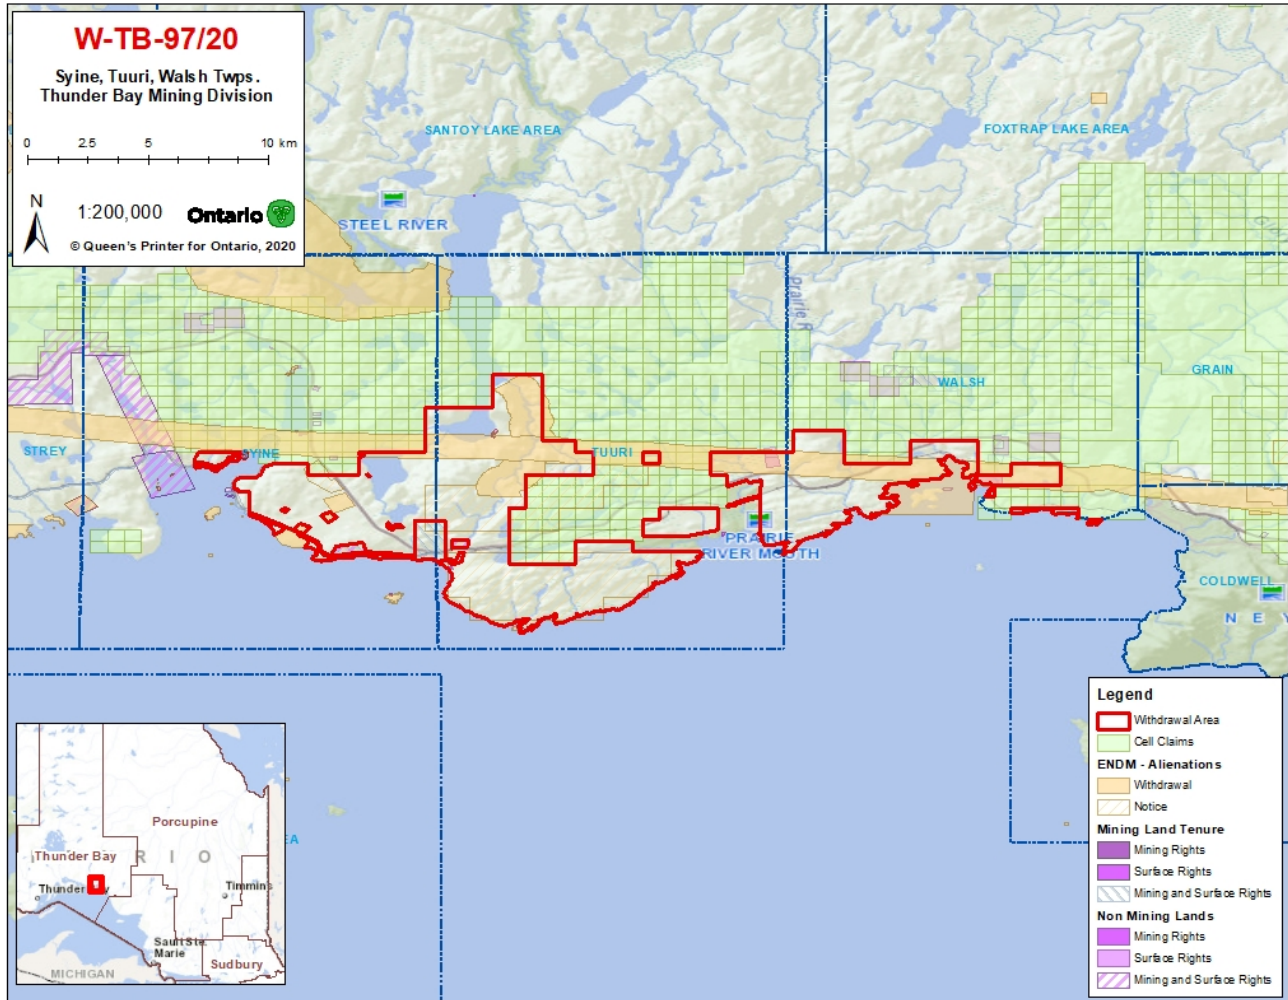 W-TB-97/20
Syine, Tuuri, Walsh Twps.
Thunder Bay Mining Division
0 2.5 5 10 km
N
1:200,000 Ontario
© Queen's Printer for Ontario, 2020
SANTOY LAKE AREA
FOXTRAP LAKE AREA
STEEL RIVER
Prairie R
WALSH
GRAIN
STREY
SYINE
TUURI
PRAIRIE
RIVER MOUTH
COLDWELL
N E Y
EA
Legend
Withdrawal Area
Cell Claims
ENDM - Alienations
Withdrawal
Notice
Mining Land Tenure
Mining Rights
Surface Rights
Mining and Surface Rights
Non Mining Lands
Mining Rights
Surface Rights
Mining and Surface Rights
Porcupine
Thunder Bay
R I O
Thunder Bay
Timmins
Sault Ste.
Marie
Sudbury
MICHIGAN